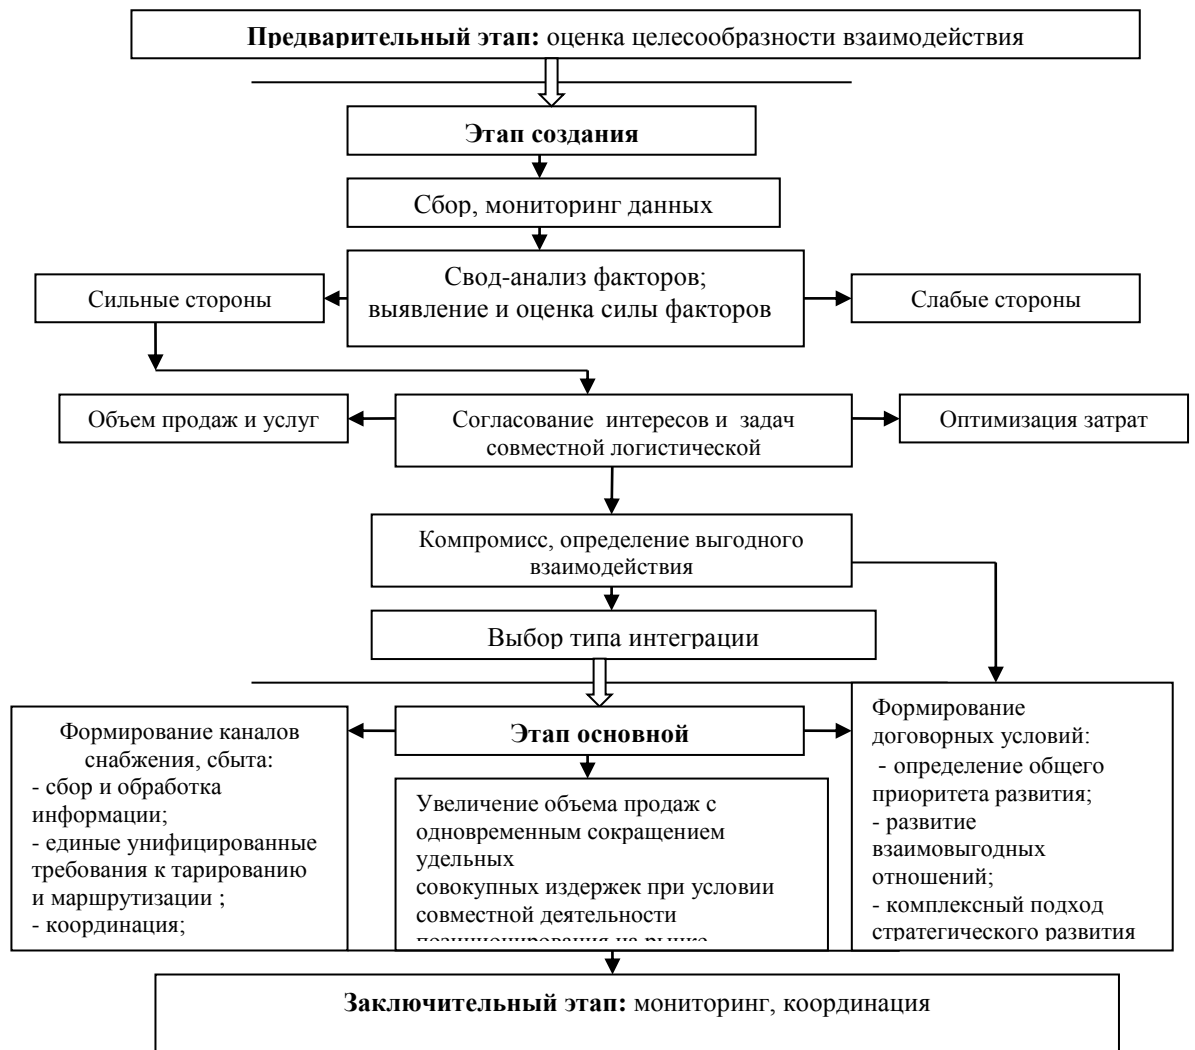 Предварительный этап: оценка целесообразности взаимодействия
Этап создания
Сбор, мониторинг данных
Свод-анализ факторов;
выявление и оценка силы факторов
Сильные стороны
Слабые стороны
Объем продаж и услуг
Согласование интересов и задач
совместной логистической
Оптимизация затрат
Компромисс, определение выгодного
взаимодействия
Выбор типа интеграции
Формирование каналов
снабжения, сбыта:
- сбор и обработка
информации;
- единые унифицированные
требования к тарированию
и маршрутизации ;
- координация;
Этап основной
Увеличение объема продаж с
одновременным сокращением
удельных
совокупных издержек при условии
совместной деятельности
позиционирования на рынке
Формирование
договорных условий:
- определение общего
приоритета развития;
- развитие
взаимовыгодных
отношений;
- комплексный подход
стратегического развития
Заключительный этап: мониторинг, координация